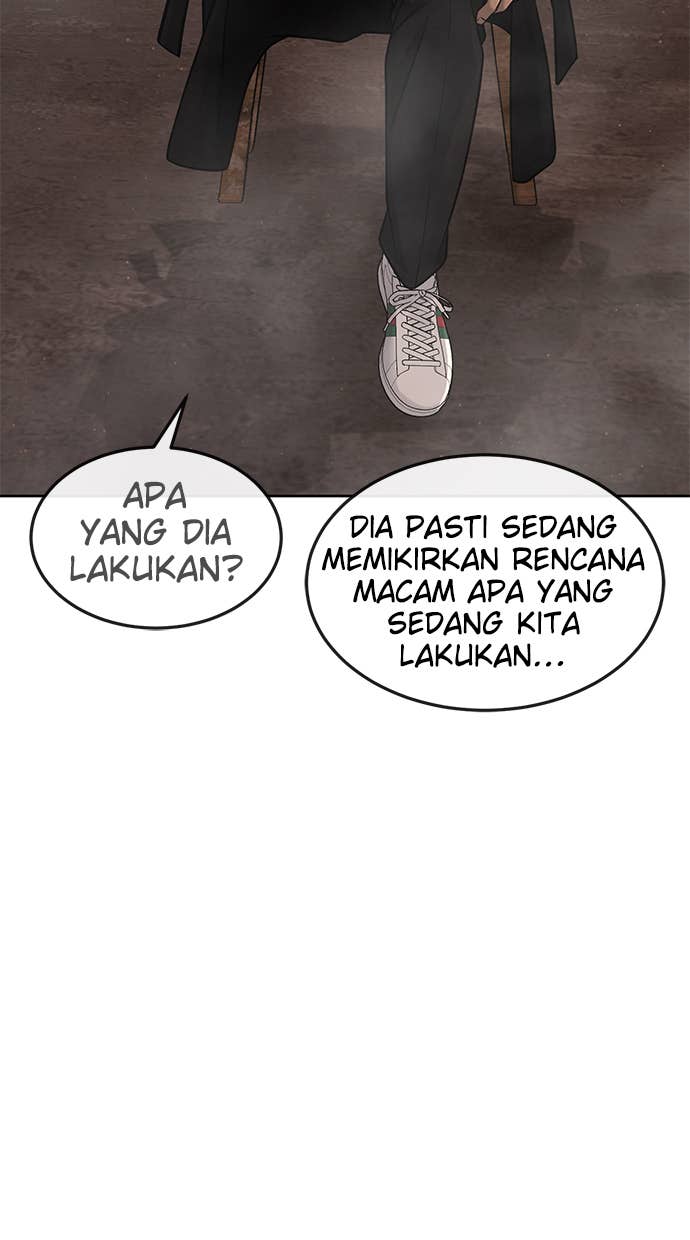 APA
YANG DIA
LAKUKAN?
DIA PASTI SEDANG
MEMIKIRKAN RENCANA
MACAM APA YANG
SEDANG KITA
LAKUKAN...